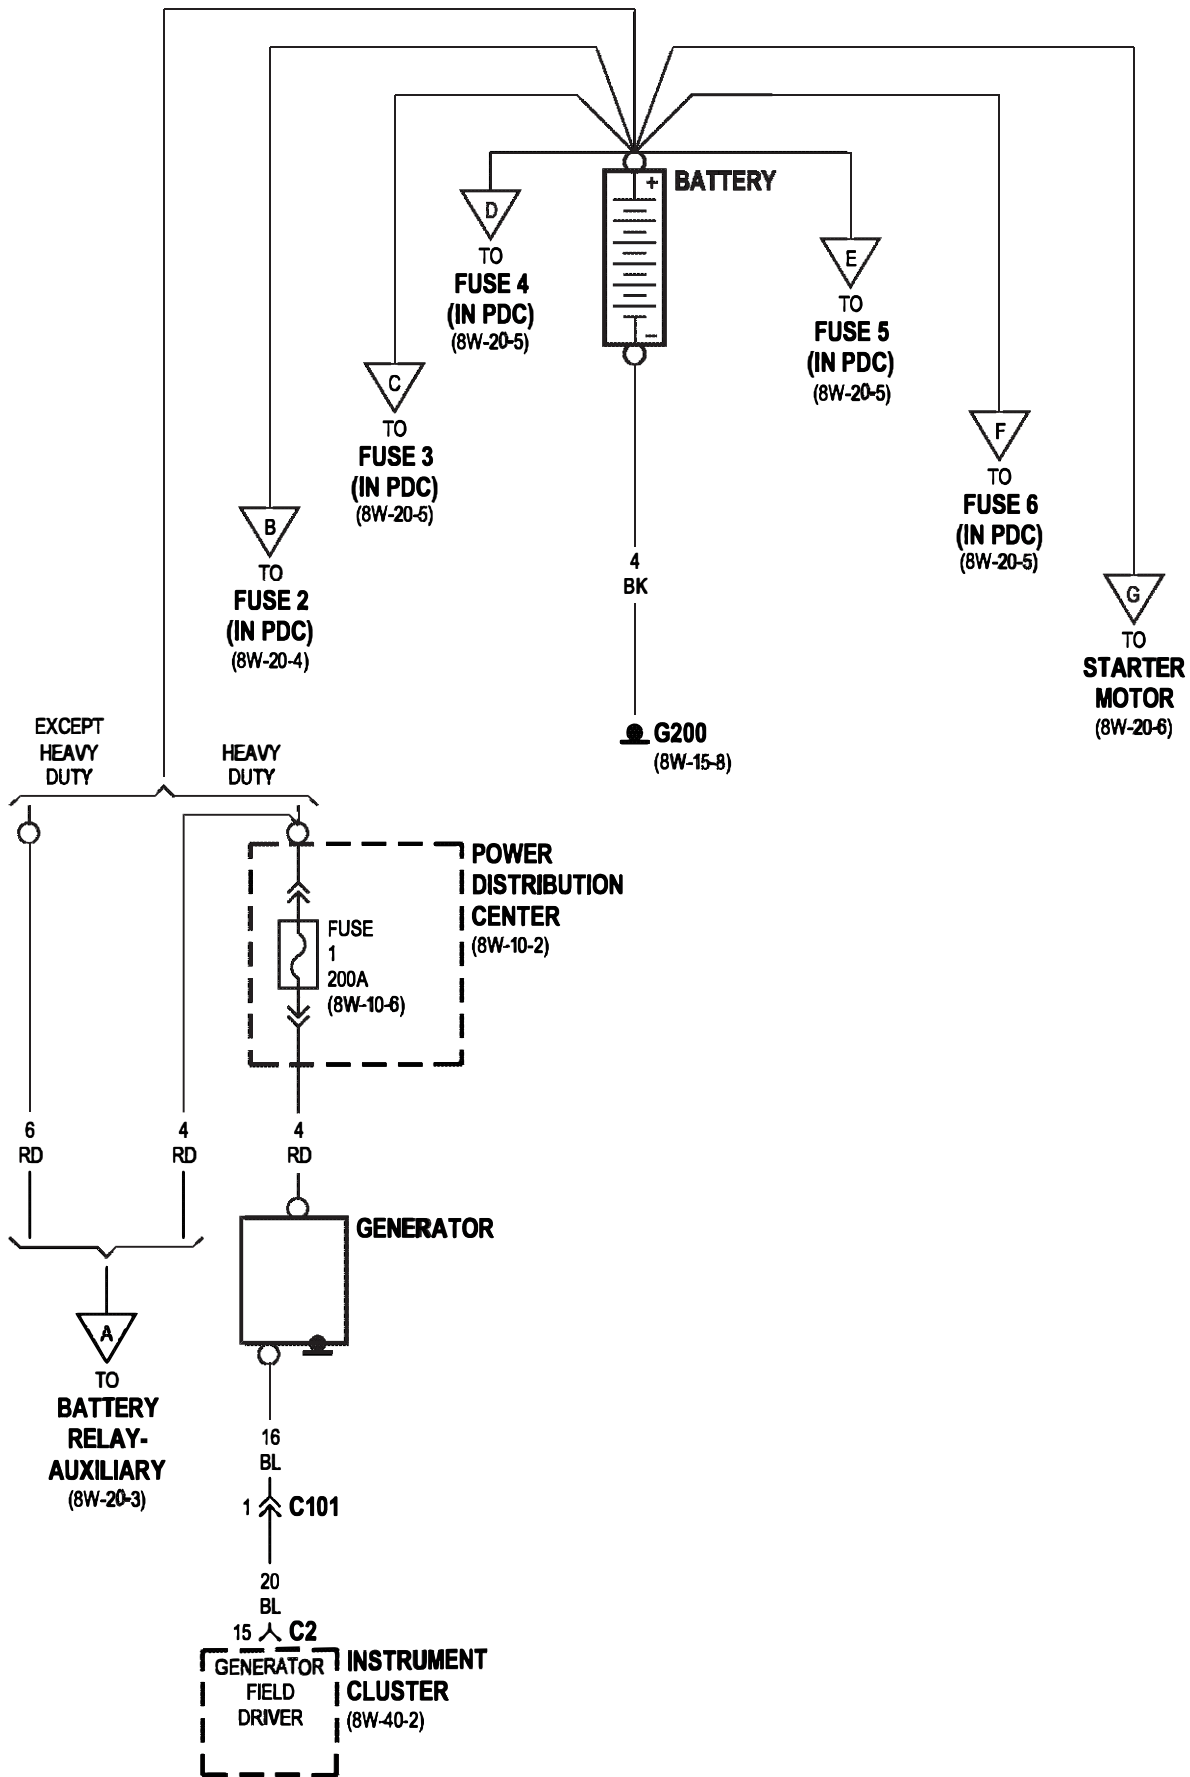 +
BATTERY
-
D
TO
FUSE 4
(IN PDC)
(8W-20-5)
E
TO
FUSE 5
(IN PDC)
(8W-20-5)
C
TO
FUSE 3
(IN PDC)
(8W-20-5)
F
TO
FUSE 6
(IN PDC)
(8W-20-5)
B
TO
FUSE 2
(IN PDC)
(8W-20-4)
4
BK
G
TO
STARTER
MOTOR
(8W-20-6)
G200
(8W-15-8)
EXCEPT
HEAVY
DUTY
HEAVY
DUTY
POWER
DISTRIBUTION
CENTER
(8W-10-2)
FUSE
1
200A
(8W-10-6)
6
RD
4
RD
4
RD
GENERATOR
A
TO
BATTERY
RELAY-
AUXILIARY
(8W-20-3)
16
BL
1 C101
20
BL
15 C2
GENERATOR
FIELD
DRIVER
INSTRUMENT
CLUSTER
(8W-40-2)